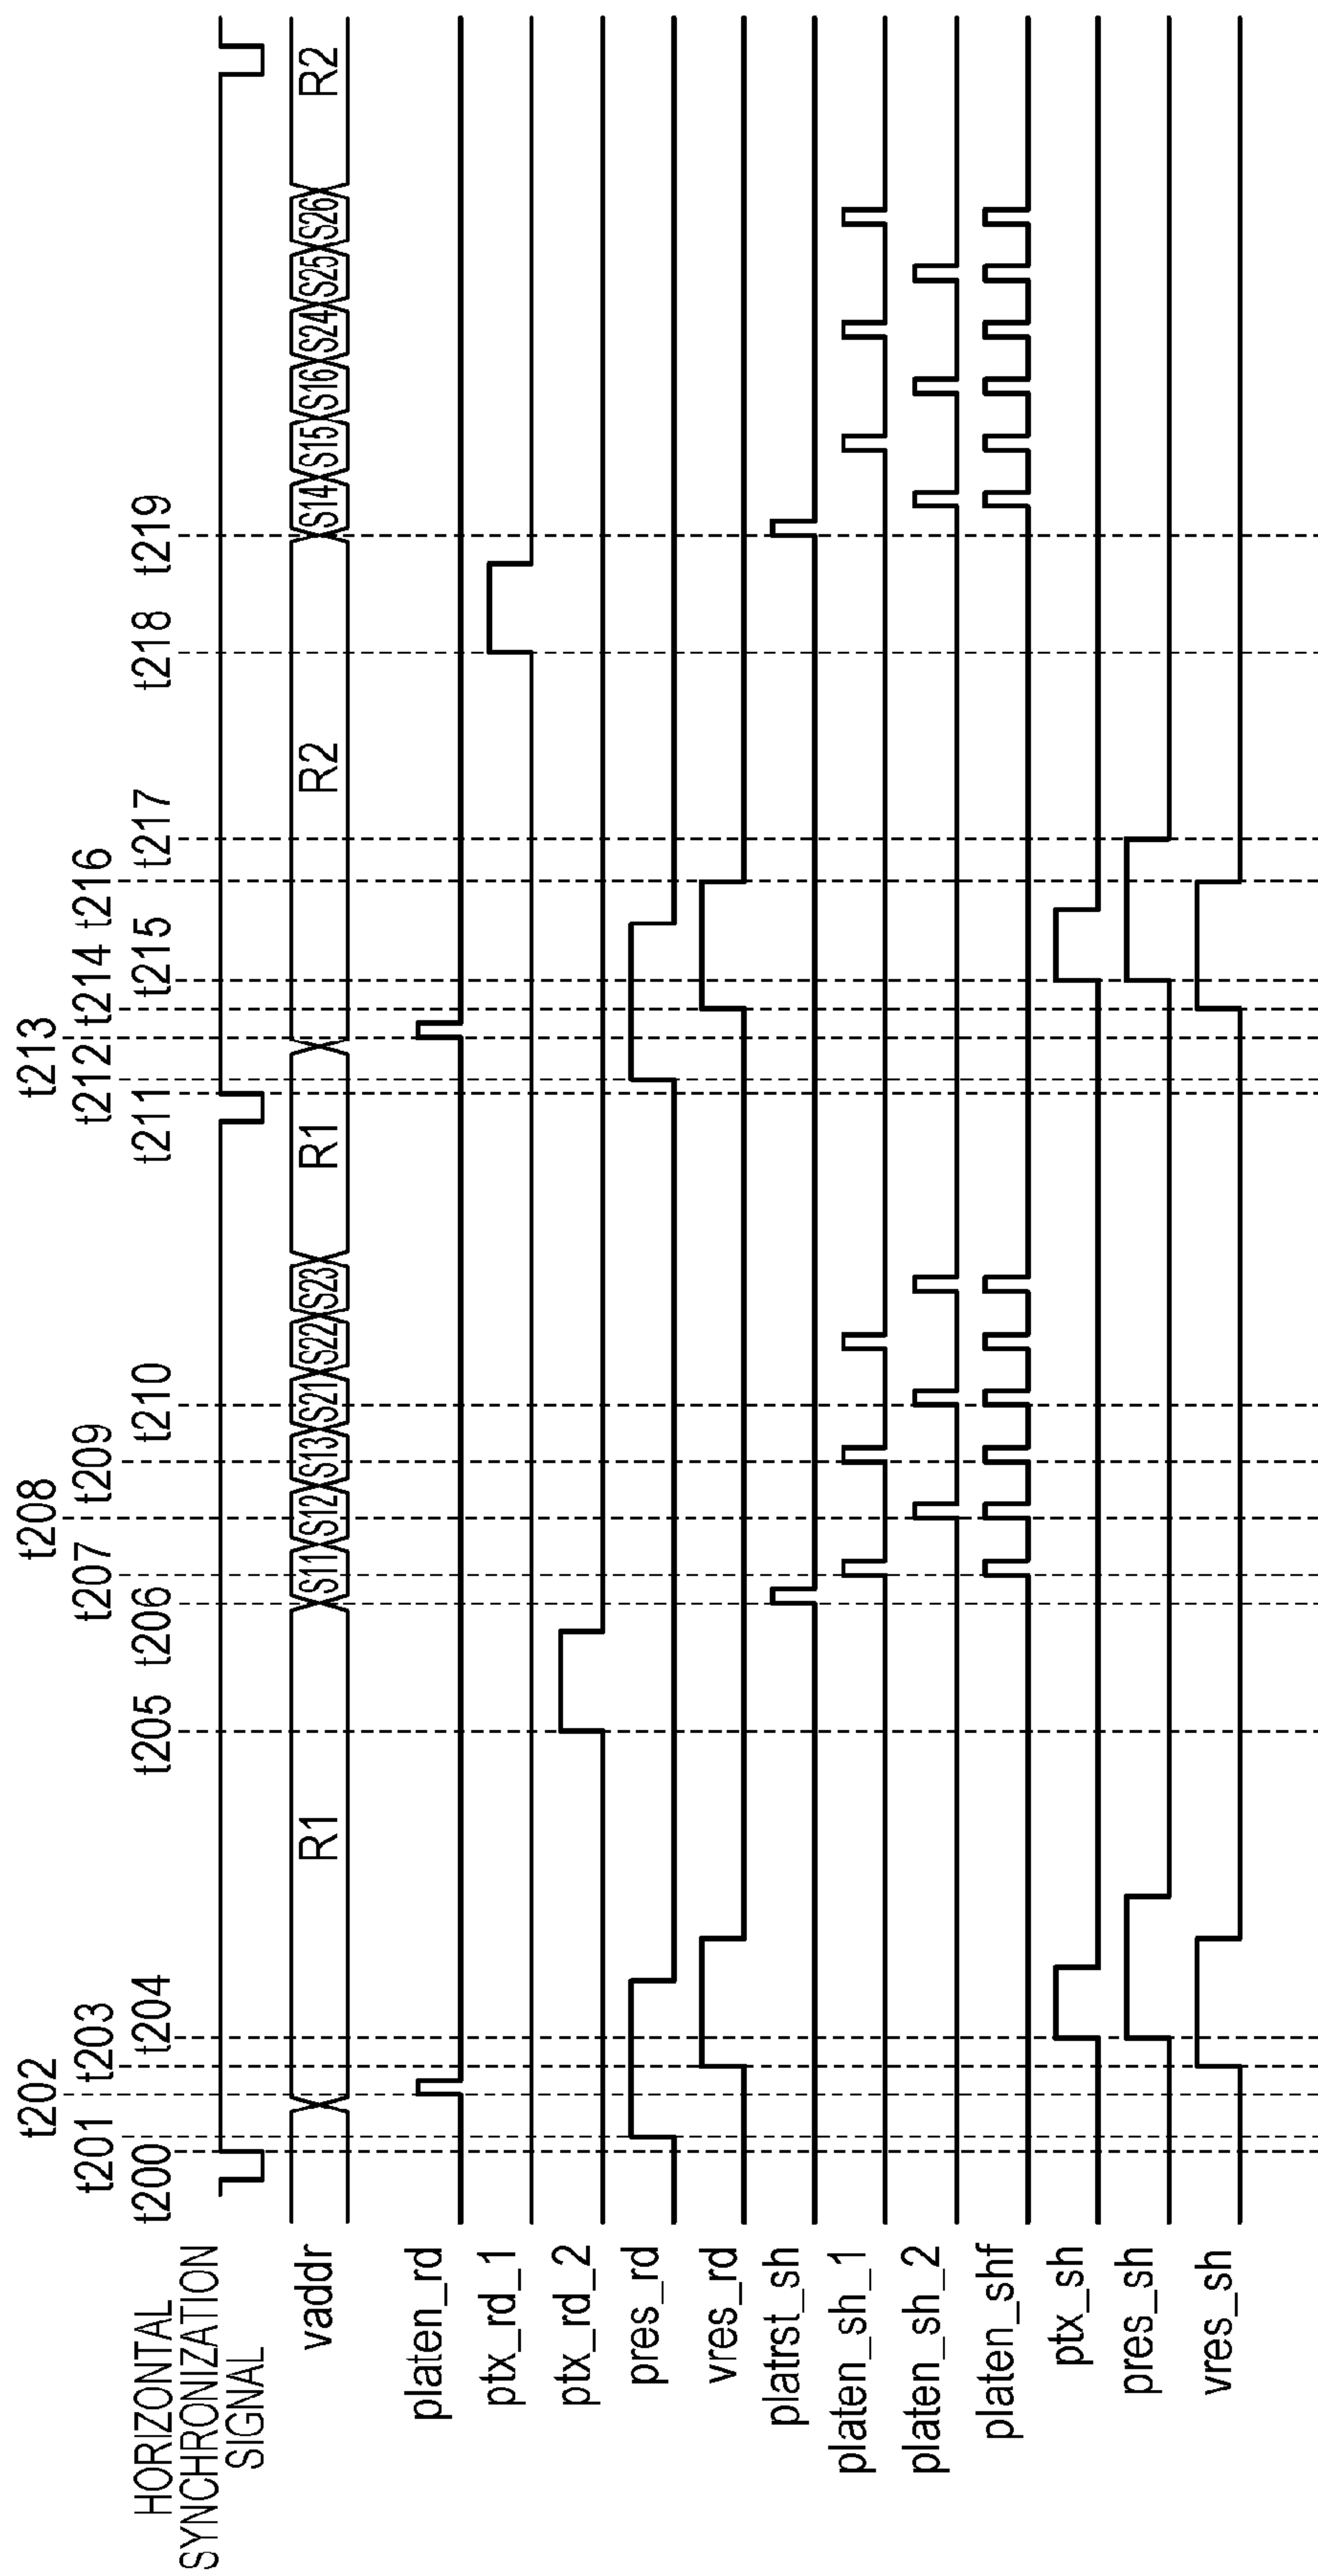 t202
t208
t213
t201
t203
t207
t209
t212
t214
t216
t200
t204
t205
t206
t210
t211
t215
t217
t218
t219
HORIZONTAL
SYNCHRONIZATION
SIGNAL
vaddr
R1
S11
S12
S13
S21
S22
S23
R1
R2
S14
S15
S16
S24
S25
S26
R2
platen_rd
ptx_rd_1
ptx_rd_2
pres_rd
vres_rd
platrst_sh
platen_sh_1
platen_sh_2
platen_shf
ptx_sh
pres_sh
vres_sh